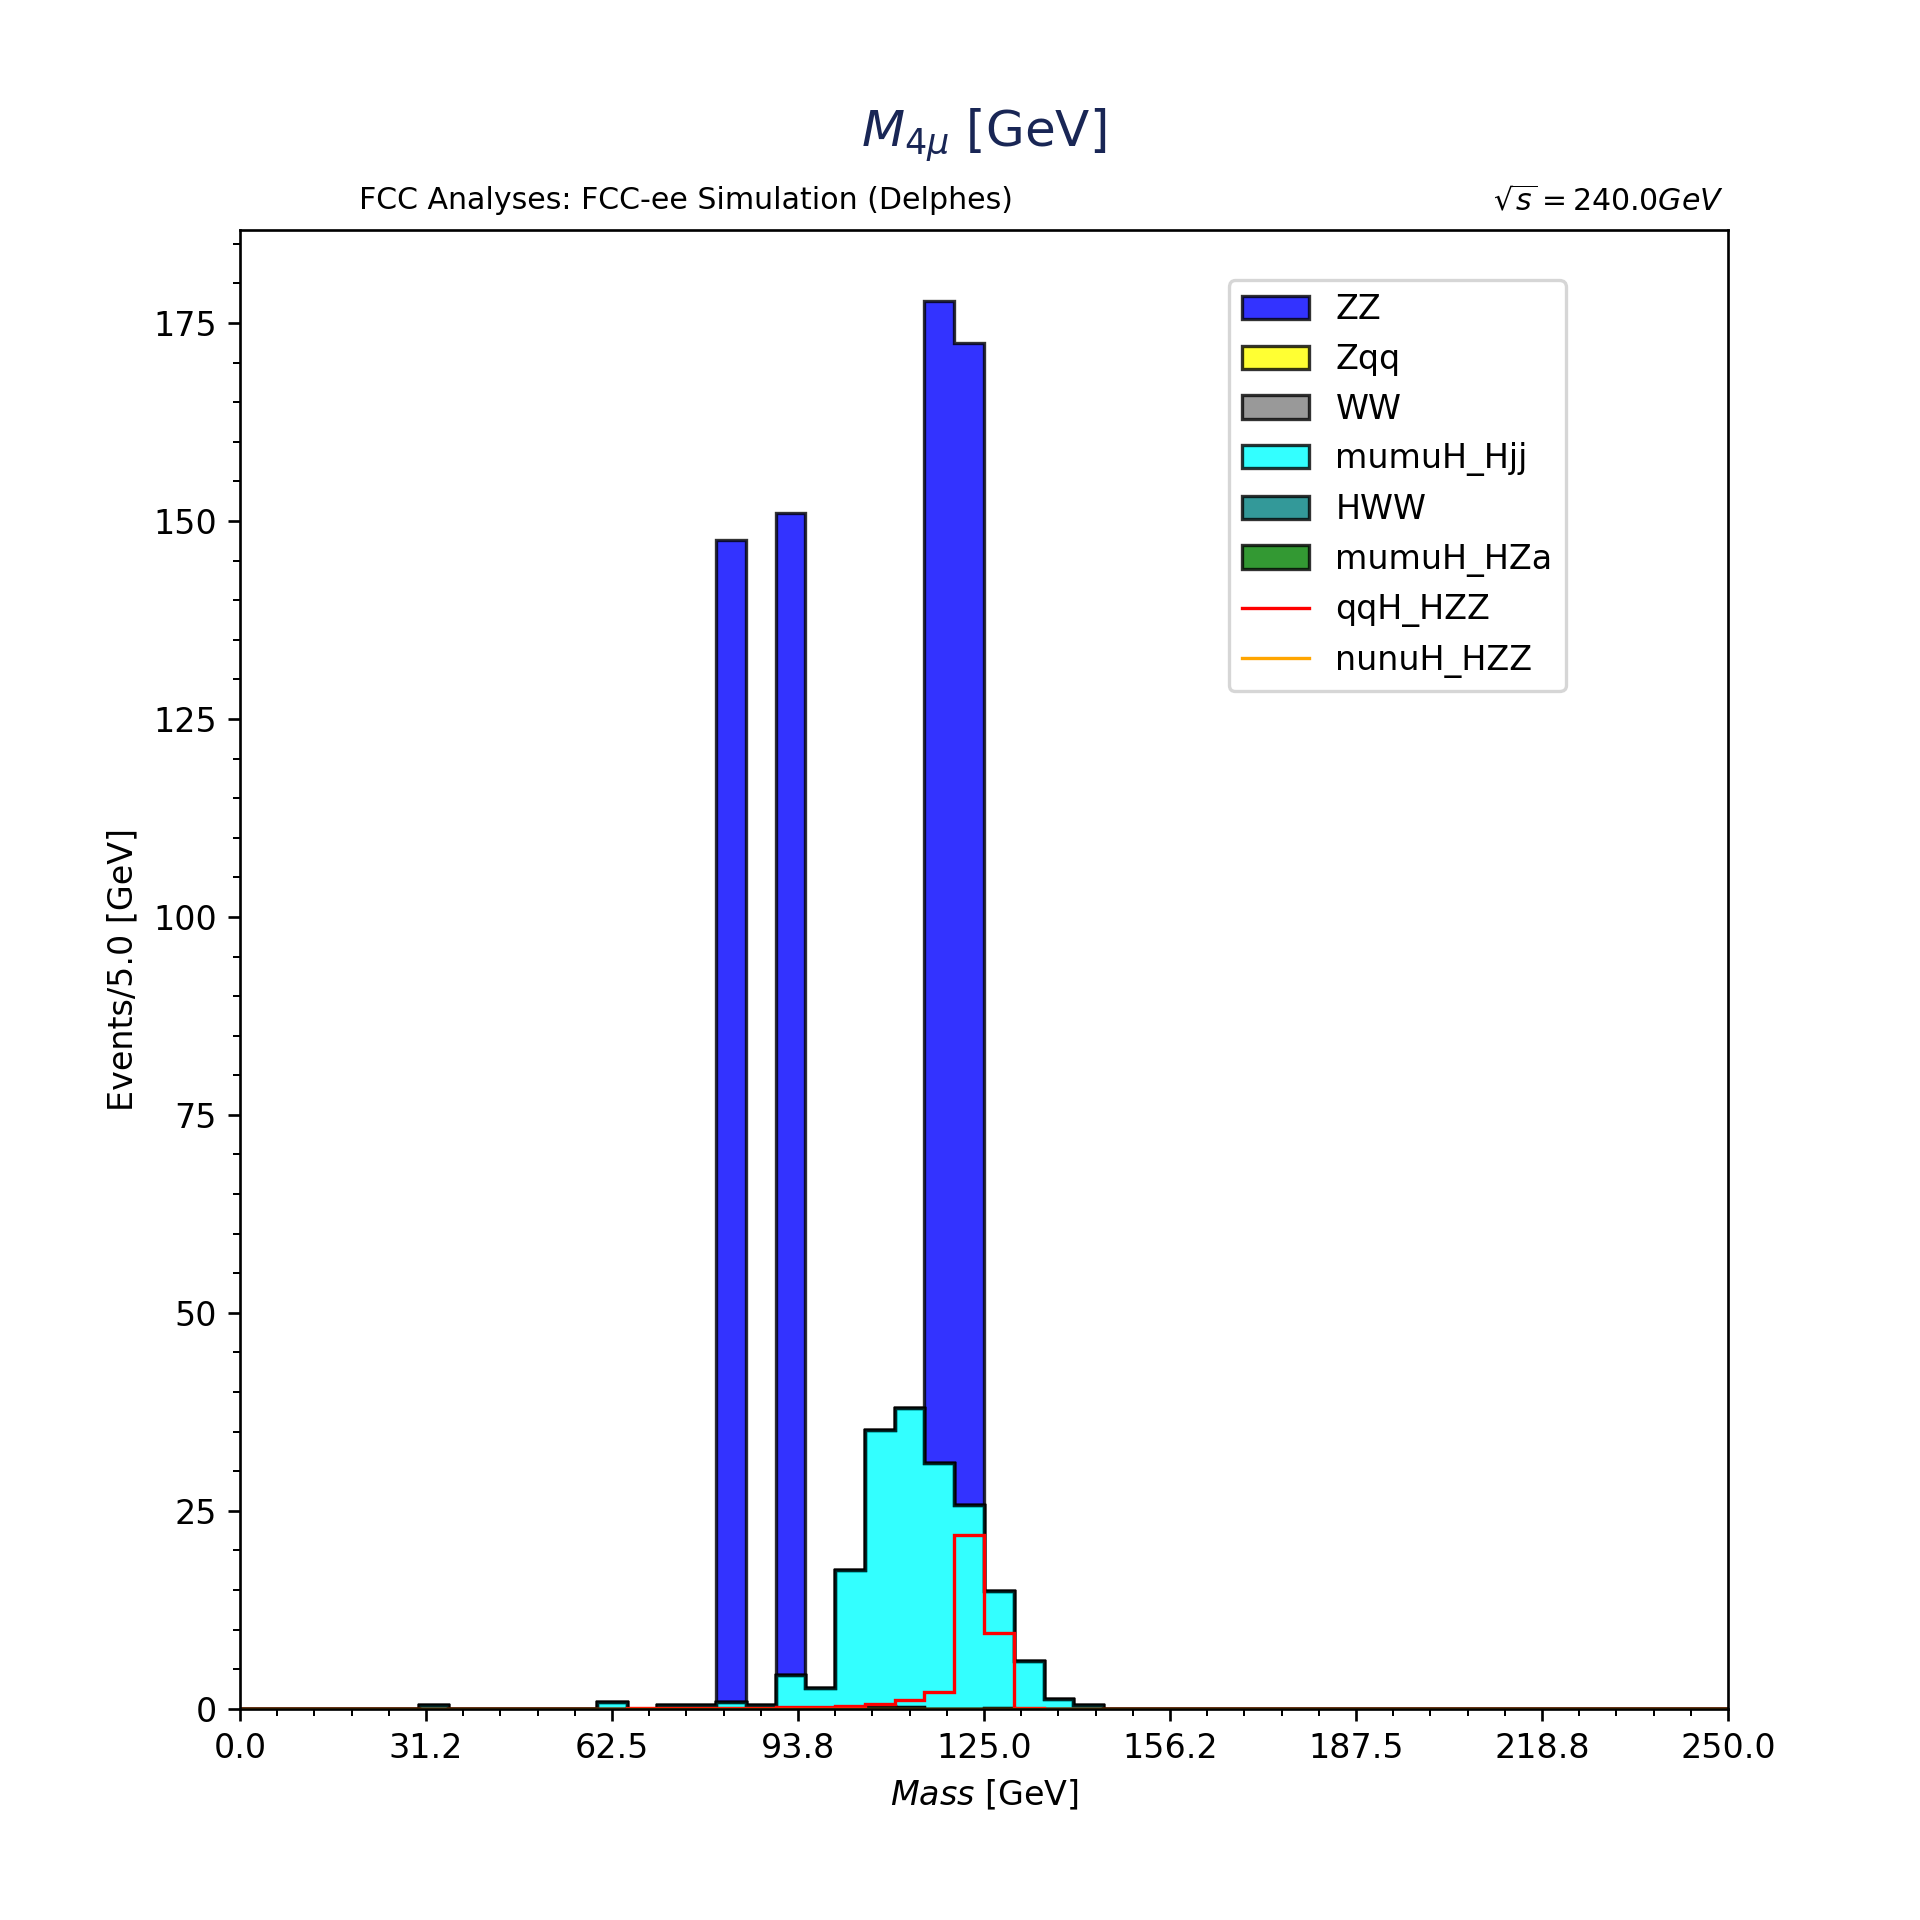 M4μ [GeV]
FCC Analyses: FCC-ee Simulation (Delphes)
√s = 240.0GeV
ZZ
Zqq
WW
mumuH_Hjj
HWW
mumuH_HZa
qqH_HZZ
nunuH_HZZ
Events/5.0 [GeV]
175
150
125
100
75
50
25
0
0.0 31.2 62.5 93.8 125.0 156.2 187.5 218.8 250.0
Mass [GeV]